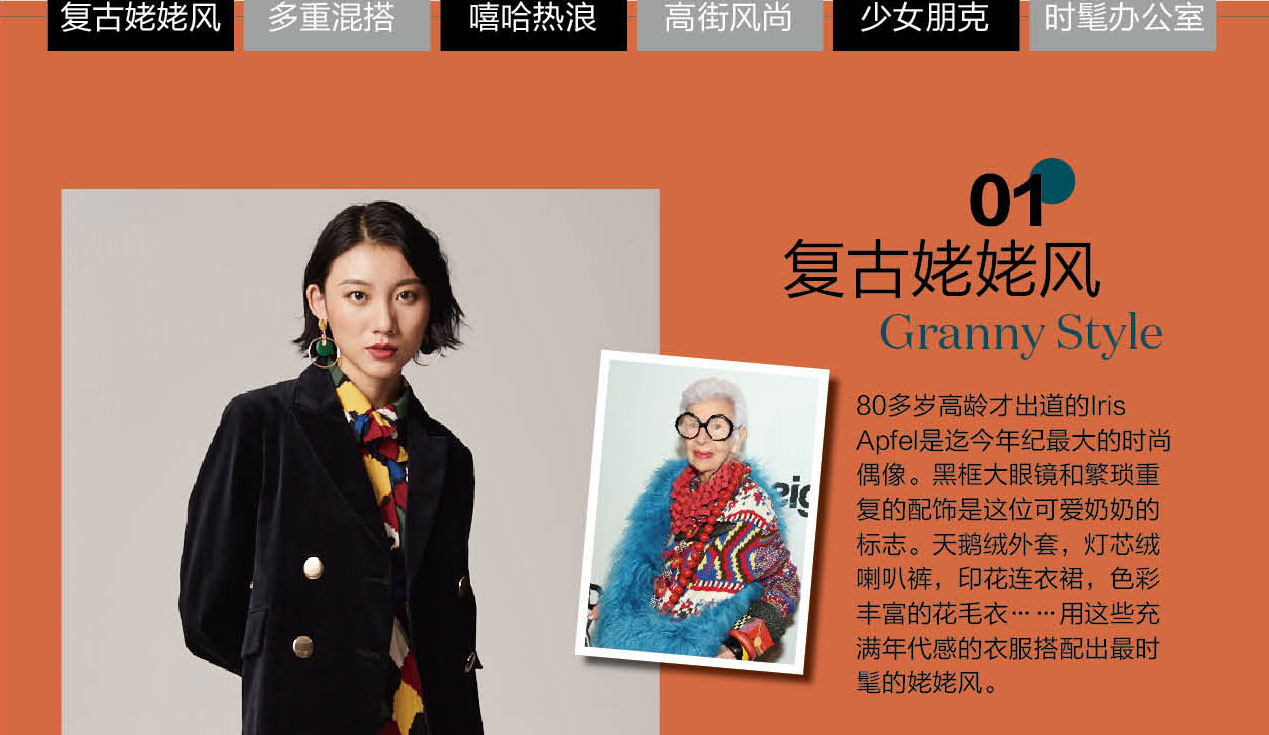 复古姥姥风
多重混搭
嘻哈热浪
高街风尚
少女朋克
时髦办公室
01
复古姥姥风
Granny Style
80多岁高龄才出道的Iris
Apfel是迄今年纪最大的时尚
偶像。黑框大眼镜和繁琐重
复的配饰是这位可爱奶奶的
标志。天鹅绒外套，灯芯绒
喇叭裤，印花连衣裙，色彩
丰富的花毛衣……用这些充
满年代感的衣服搭配出最时
髦的姥姥风。